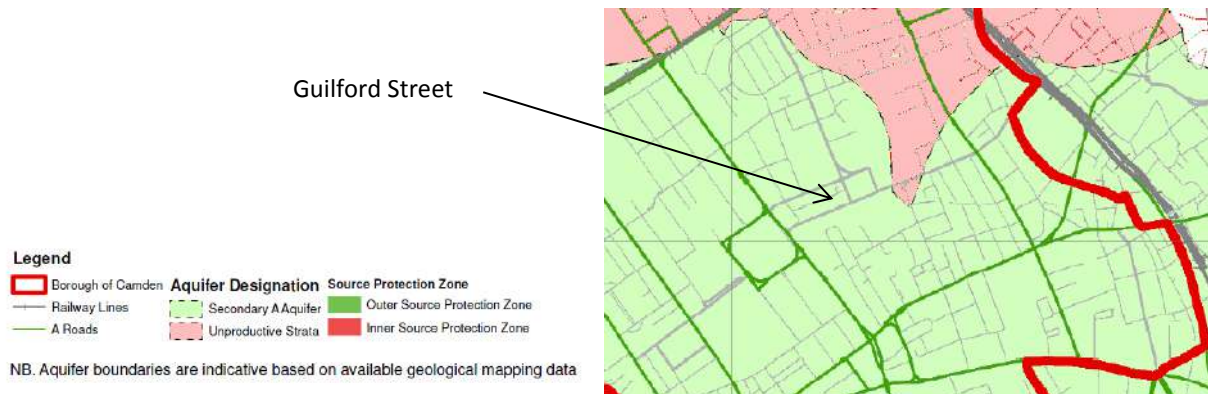 Guilford Street
Legend
Borough of Camden
Railway Lines
A Roads
Aquifer Designation
Secondary A Aquifer
Unproductive Strata
Source Protection Zone
Outer Source Protection Zone
Inner Source Protection Zone
NB. Aquifer boundaries are indicative based on available geological mapping data